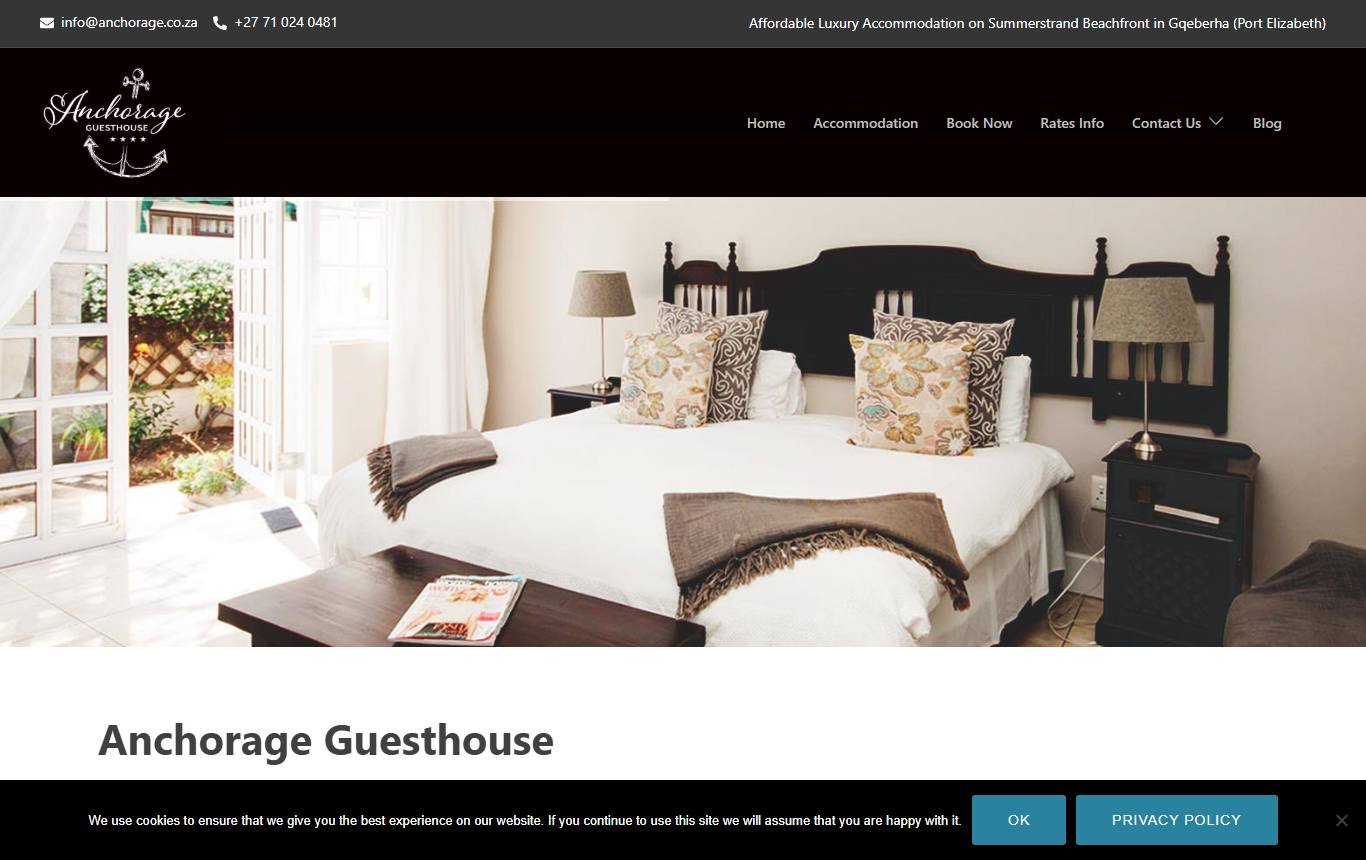 info@anchorage.co.za +27 71 024 0481 Affordable Luxury Accommodation on Summerstrand Beachfront in Gqeberha (Port Elizabeth)
Anchorage
GUESTHOUSE
Home Accommodation Book Now Rates Info Contact Us Blog
Anchorage Guesthouse
We use cookies to ensure that we give you the best experience on our website. If you continue to use this site we will assume that you are happy with it. OK PRIVACY POLICY